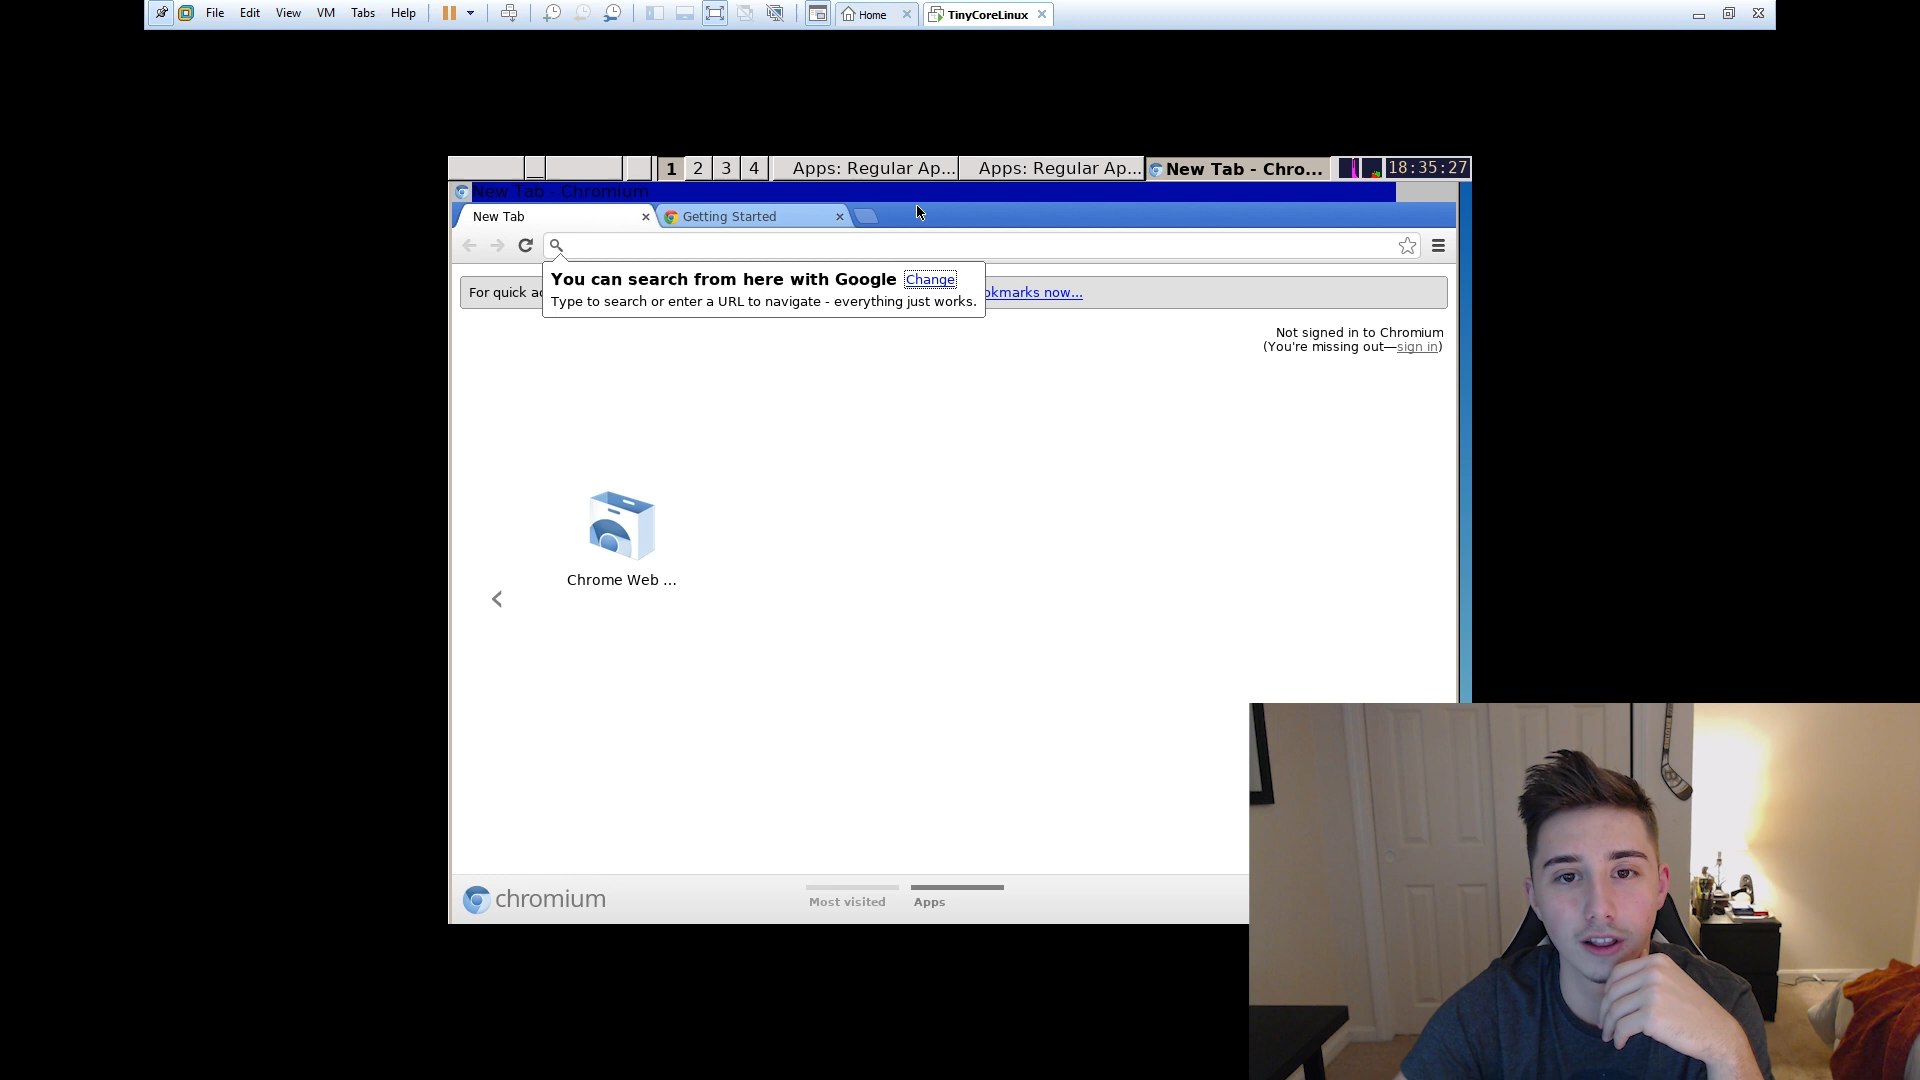 File Edit View VM Tabs Help Home TinyCoreLinux
1 2 3 4 Apps: Regular Ap... Apps: Regular Ap... New Tab - Chro... 18:35:27
New Tab - Chromium
New Tab Getting Started
You can search from here with Google Change
Type to search or enter a URL to navigate - everything just works.
For quick ac
okmarks now...
Not signed in to Chromium
(You're missing out—sign in)
Chrome Web ...
chromium
Most visited Apps